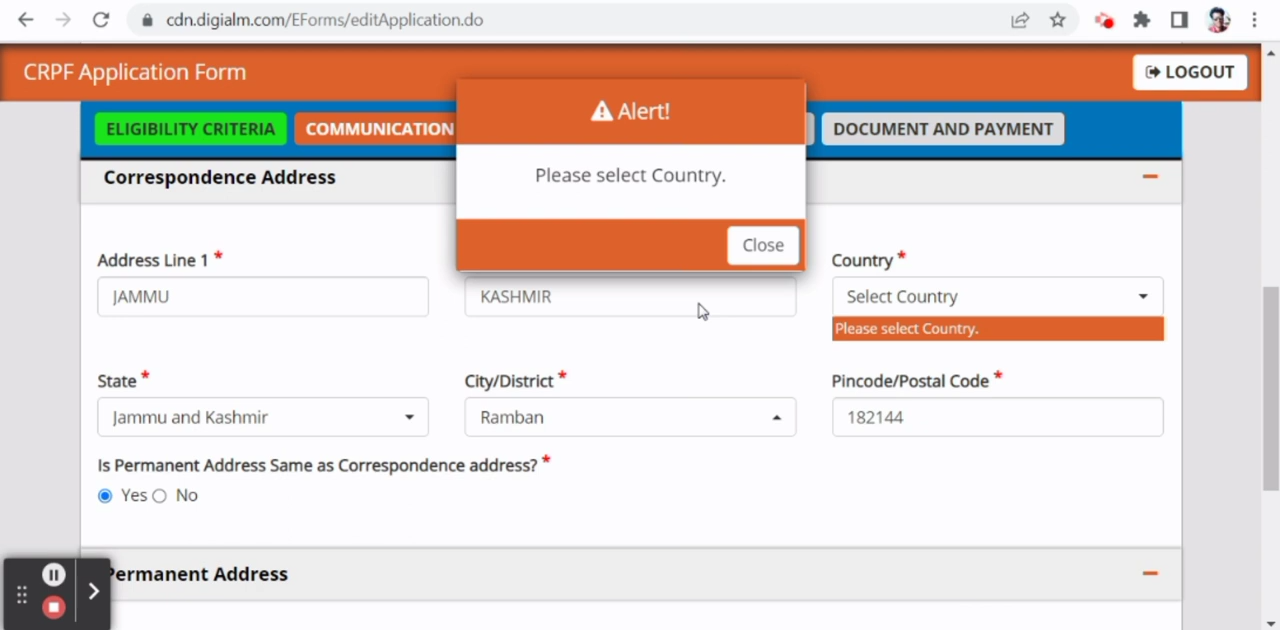 cdn.digialm.com/EForms/editApplication.do
CRPF Application Form
LOGOUT
Alert!
Please select Country.
Close
ELIGIBILITY CRITERIA
COMMUNICATION
DOCUMENT AND PAYMENT
Correspondence Address
Address Line 1 *
Country *
JAMMU
KASHMIR
Select Country
Please select Country.
State *
City/District *
Pincode/Postal Code *
Jammu and Kashmir
Ramban
182144
Is Permanent Address Same as Correspondence address? *
Yes No
Permanent Address